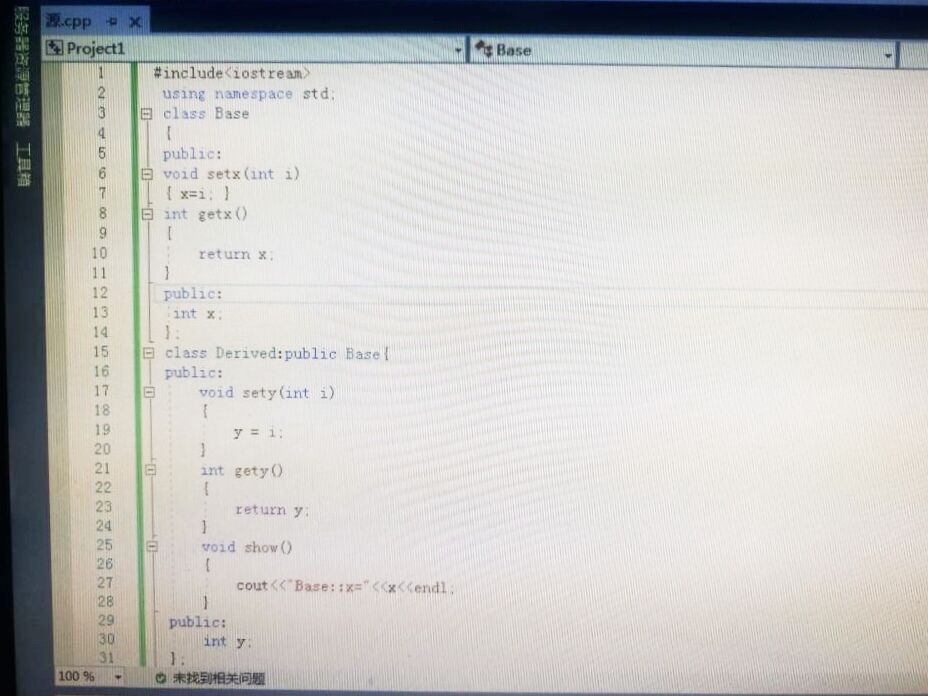 服务器资源管理器 工具箱
源.cpp
Project1
Base
1 #include<iostream>
2 using namespace std;
3 class Base
4 {
5 public:
6 void setx(int i)
7 { x=i; }
8 int getx()
9 {
10 return x;
11 }
12 public:
13 int x;
14 };
15 class Derived:public Base{
16 public:
17 void sety(int i)
18 {
19 y = i;
20 }
21 int gety()
22 {
23 return y;
24 }
25 void show()
26 {
27 cout<<"Base::x="<<x<<endl;
28 }
29 public:
30 int y;
31 };
100 % 未找到相关问题